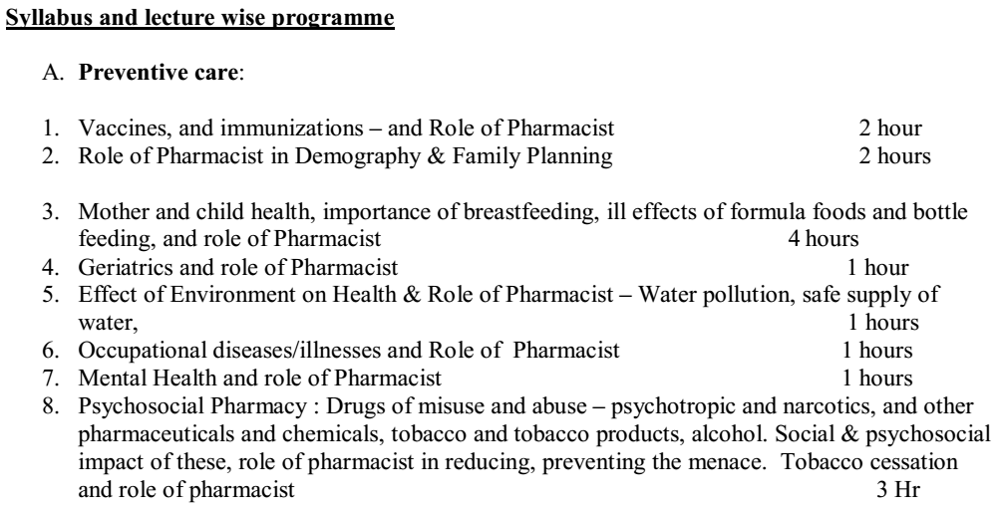 Syllabus and lecture wise programme
A. Preventive care:
1. Vaccines, and immunizations – and Role of Pharmacist 2 hour
2. Role of Pharmacist in Demography & Family Planning 2 hours
3. Mother and child health, importance of breastfeeding, ill effects of formula foods and bottle
feeding, and role of Pharmacist 4 hours
4. Geriatrics and role of Pharmacist 1 hour
5. Effect of Environment on Health & Role of Pharmacist – Water pollution, safe supply of
water, 1 hours
6. Occupational diseases/illnesses and Role of Pharmacist 1 hours
7. Mental Health and role of Pharmacist 1 hours
8. Psychosocial Pharmacy : Drugs of misuse and abuse – psychotropic and narcotics, and other
pharmaceuticals and chemicals, tobacco and tobacco products, alcohol. Social & psychosocial
impact of these, role of pharmacist in reducing, preventing the menace. Tobacco cessation
and role of pharmacist 3 Hr